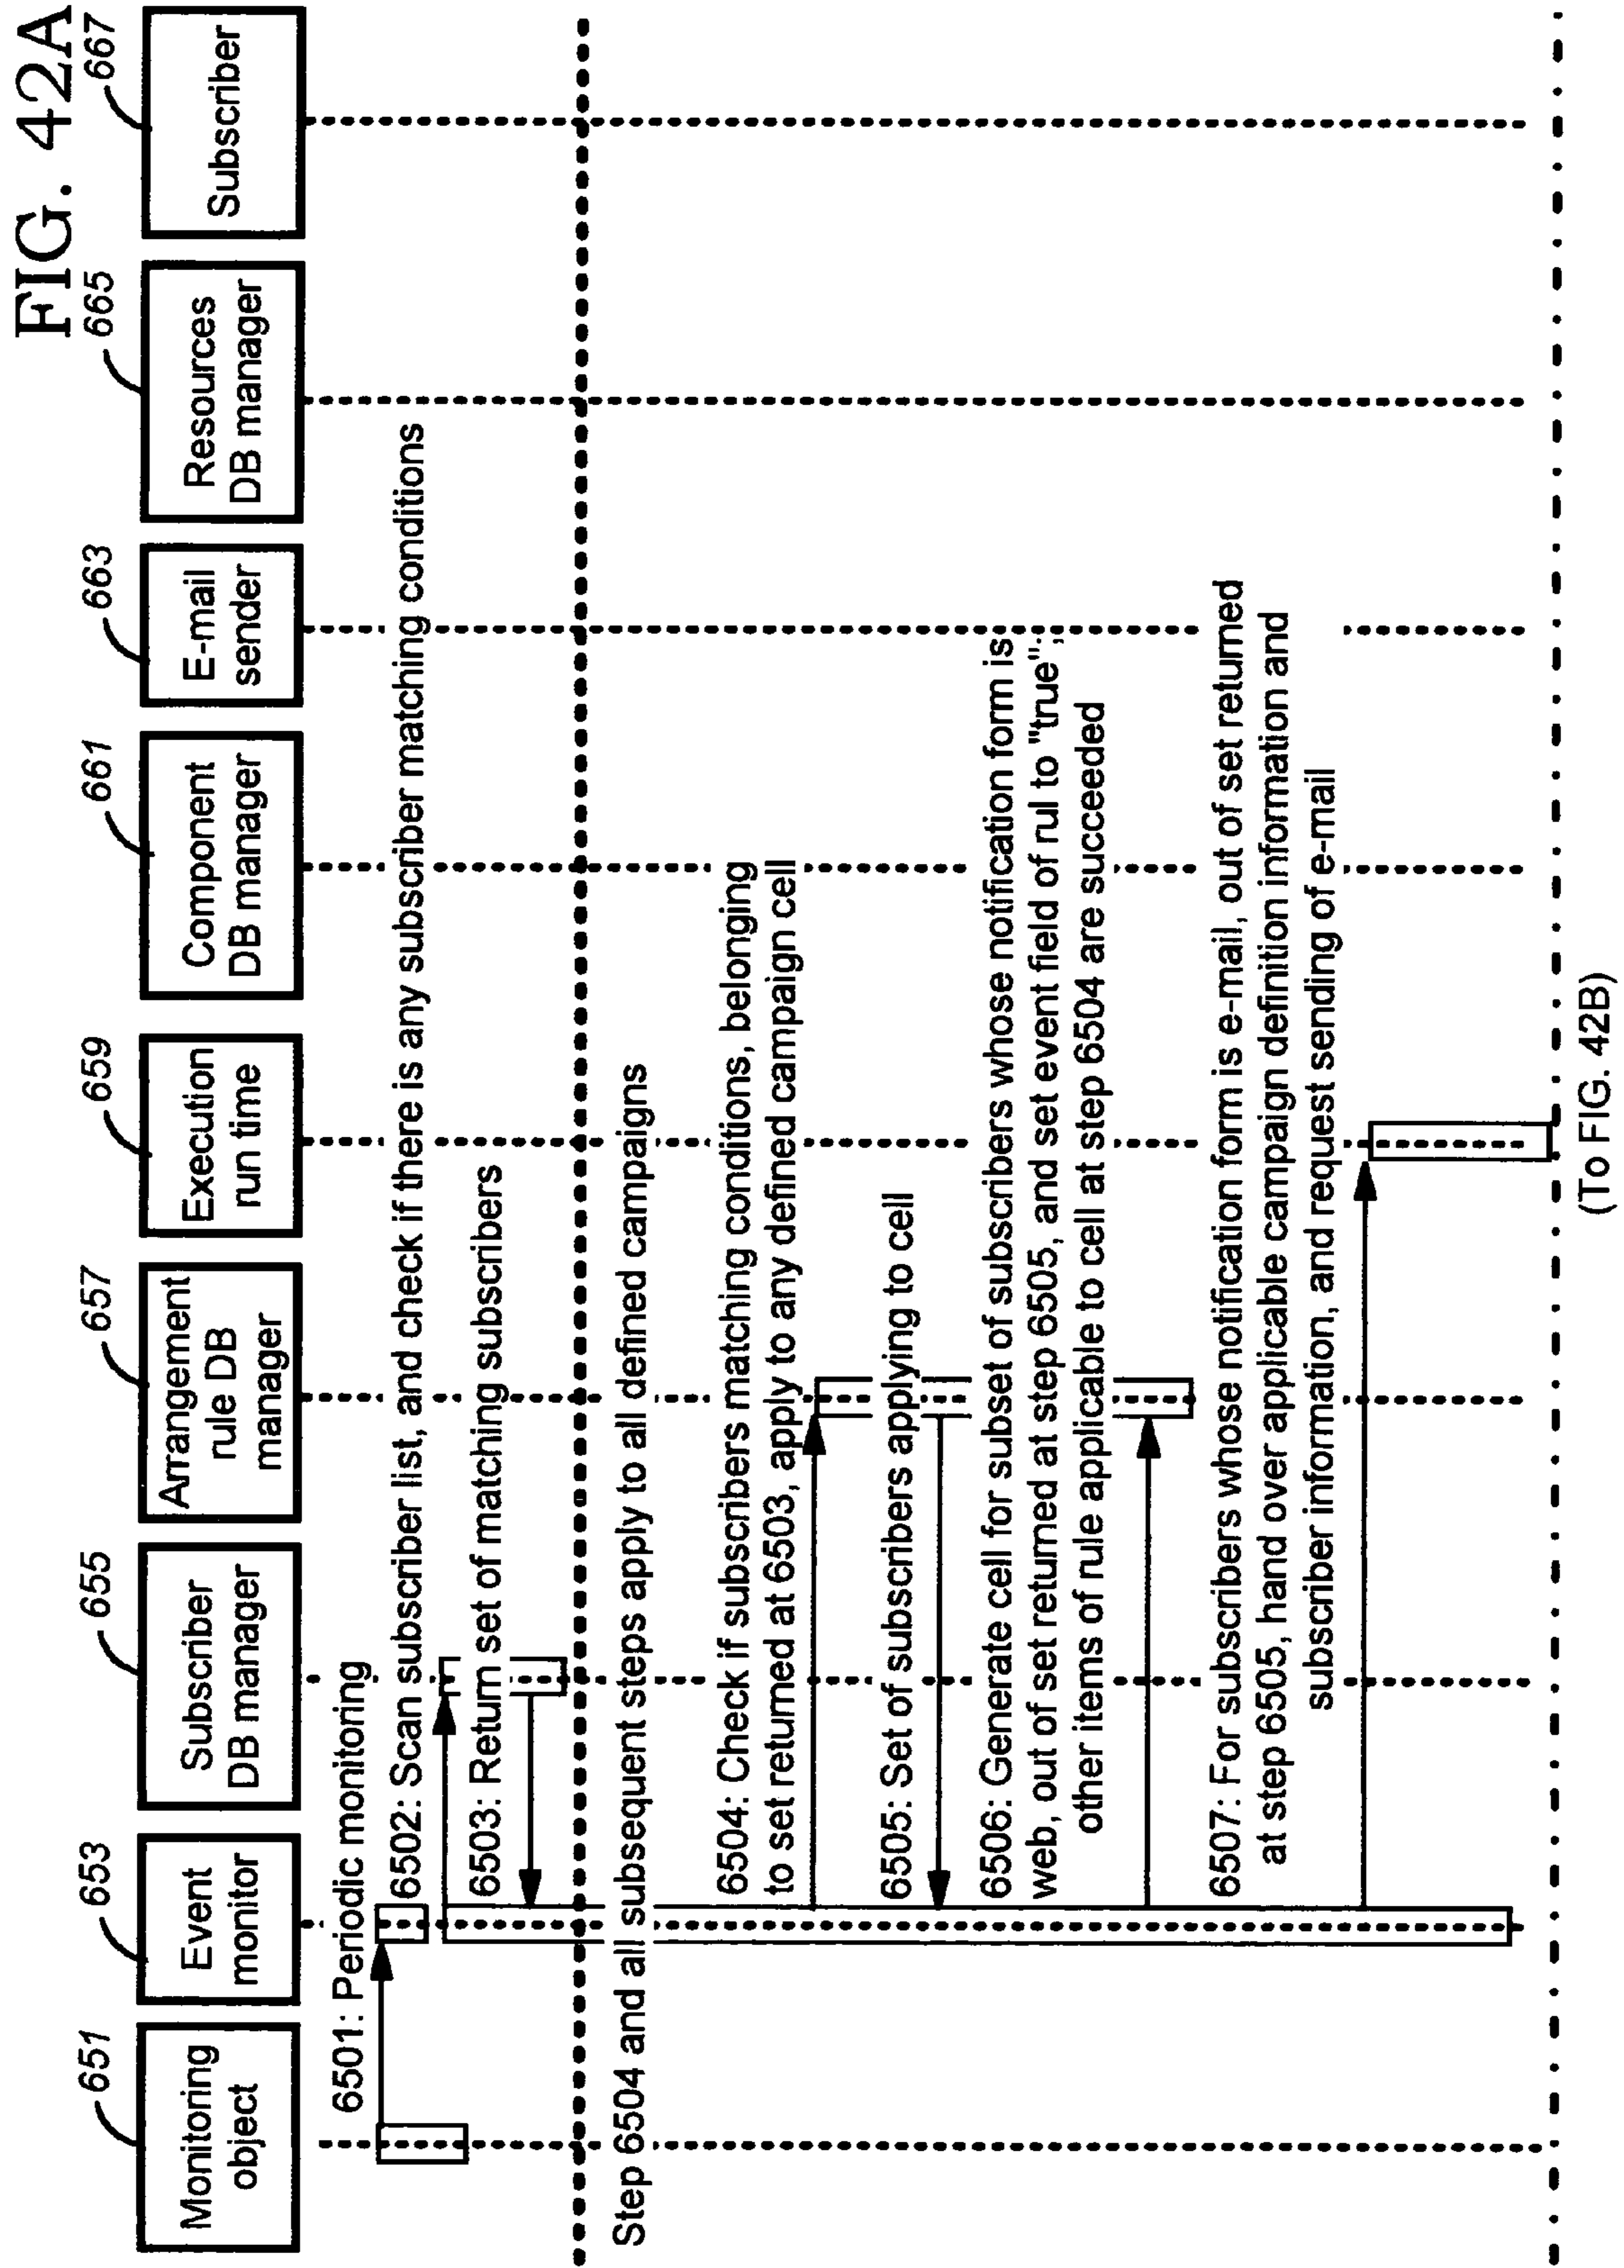 FIG. 42A
651
653
655
657
659
661
663
665
667
Monitoring
object
Event
monitor
Subscriber
DB manager
Arrangement
rule DB
manager
Execution
run time
Component
DB manager
E-mail
sender
Resources
DB manager
Subscriber
6501: Periodic monitoring
6502: Scan subscriber list, and check if there is any subscriber matching conditions
6503: Return set of matching subscribers
Step 6504 and all subsequent steps apply to all defined campaigns
6504: Check if subscribers matching conditions, belonging
to set returned at 6503, apply to any defined campaign cell
6505: Set of subscribers applying to cell
6506: Generate cell for subset of subscribers whose notification form is
web, out of set returned at step 6505, and set event field of rul to "true";
other items of rule applicable to cell at step 6504 are succeeded
6507: For subscribers whose notification form is e-mail, out of set returned
at step 6505, hand over applicable campaign definition information and
subscriber information, and request sending of e-mail
(To FIG. 42B)